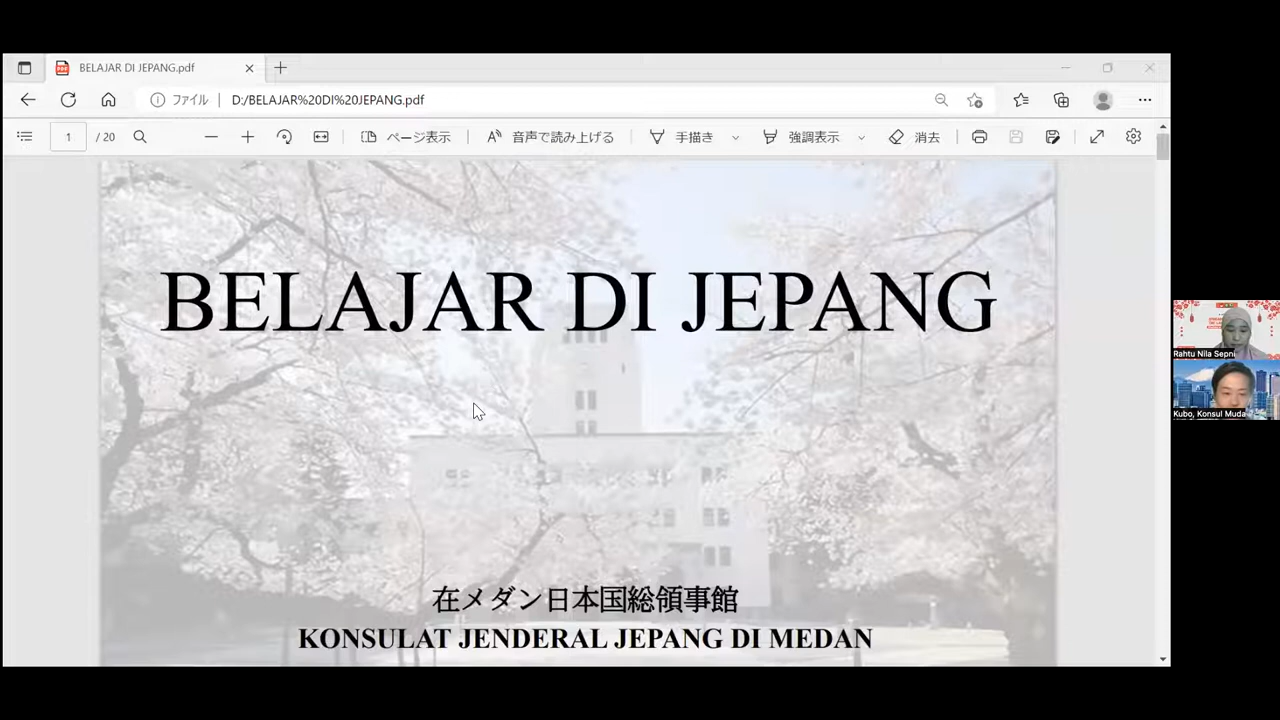 BELAJAR DI JEPANG.pdf
ファイル
D:/BELAJAR%20DI%20JEPANG.pdf
1 / 20
ページ表示
音声で読み上げる
手描き
強調表示
消去
BELAJAR DI JEPANG
在メダン日本国総領事館
KONSULAT JENDERAL JEPANG DI MEDAN
Rahtu Nila Sepni
Kubo, Konsul Muda